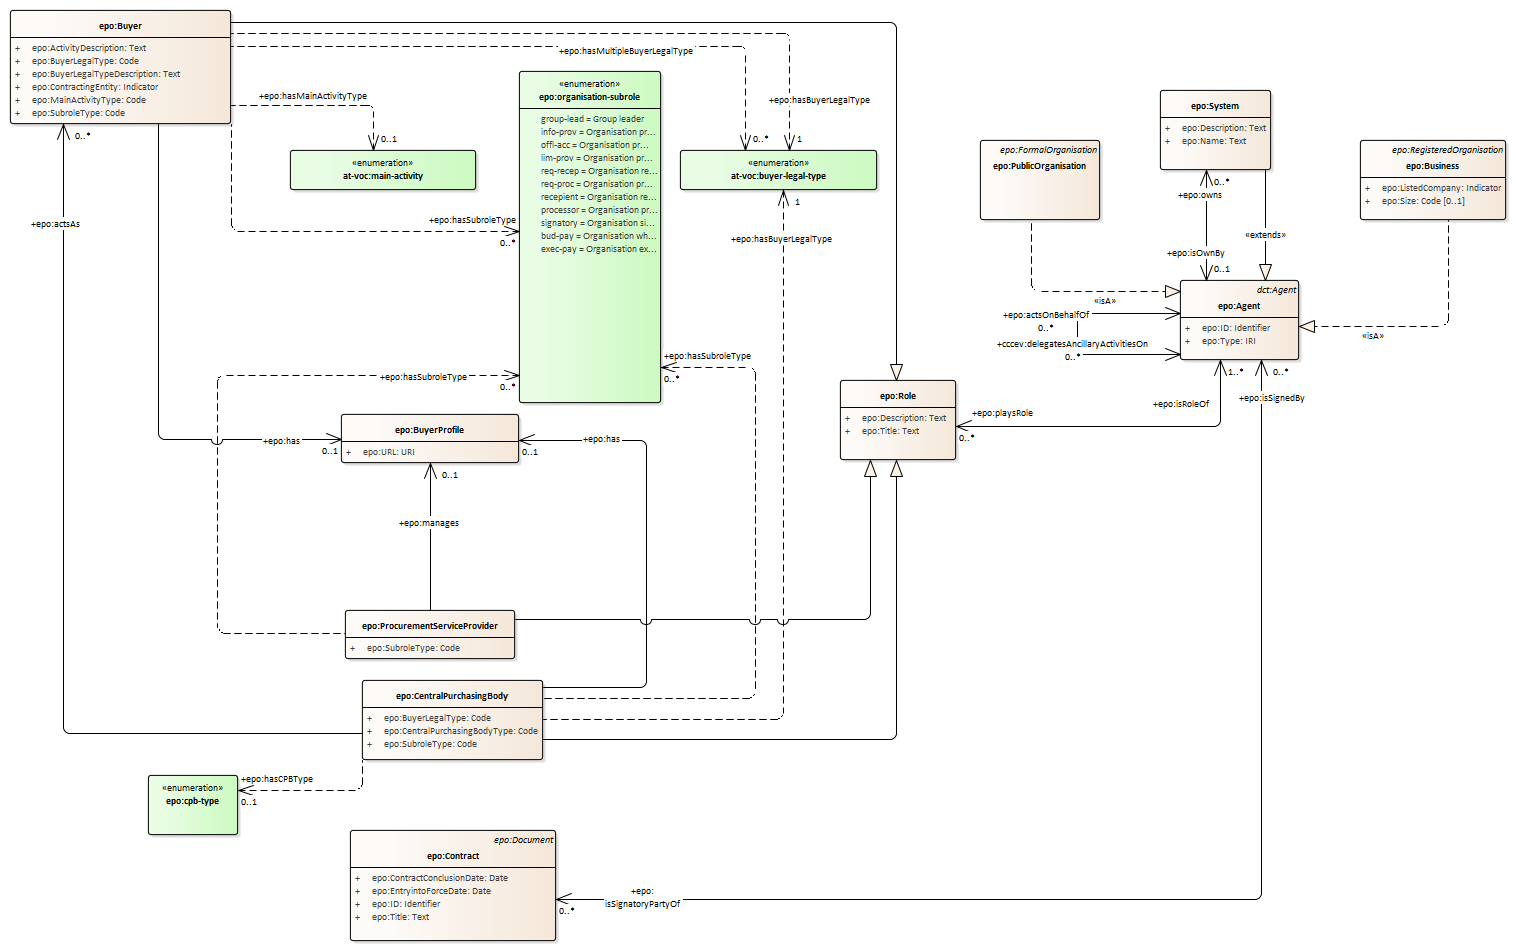 epo:Buyer
+ epo:ActivityDescription: Text
+ epo:BuyerLegalType: Code
+ epo:BuyerLegalTypeDescription: Text
+ epo:ContractingEntity: Indicator
+ epo:MainActivityType: Code
+ epo:SubroleType: Code
0..*
+epo:hasMainActivityType
0..1
«enumeration»
at-voc:main-activity
+epo:hasMultipleBuyerLegalType
+epo:hasBuyerLegalType
0..*
1
«enumeration»
at-voc:buyer-legal-type
1
+epo:hasBuyerLegalType
«enumeration»
epo:organisation-subrole
group-lead = Group leader
info-prov = Organisation pr...
offi-acc = Organisation pr...
lim-prov = Organisation pr...
req-recep = Organisation re...
req-proc = Organisation pr...
recepient = Organisation re...
processor = Organisation pr...
signatory = Organisation si...
bud-pay = Organisation wh...
exec-pay = Organisation ex...
+epo:hasSubroleType
0..*
+epo:actsAs
epo:System
+ epo:Description: Text
+ epo:Name: Text
0..*
+epo:owns
+epo:isOwnBy
0..1
«extends»
epo:FormalOrganisation
epo:PublicOrganisation
«isA»
epo:RegisteredOrganisation
epo:Business
+ epo:ListedCompany: Indicator
+ epo:Size: Code [0..1]
«isA»
dct:Agent
epo:Agent
+ epo:ID: Identifier
+ epo:Type: IRI
+epo:actsOnBehalfOf
0..*
+cccev:delegatesAncillaryActivitiesOn
0..*
1..*
0..*
+epo:isRoleOf
+epo:isSignedBy
+epo:playsRole
0..*
epo:Role
+ epo:Description: Text
+ epo:Title: Text
+epo:hasSubroleType
0..*
+epo:hasSubroleType
0..*
epo:BuyerProfile
+ epo:URL: URI
+epo:has
0..1
+epo:has
0..1
0..1
+epo:manages
epo:ProcurementServiceProvider
+ epo:SubroleType: Code
epo:CentralPurchasingBody
+ epo:BuyerLegalType: Code
+ epo:CentralPurchasingBodyType: Code
+ epo:SubroleType: Code
+epo:hasCPBType
0..1
«enumeration»
epo:cpb-type
epo:Document
epo:Contract
+ epo:ContractConclusionDate: Date
+ epo:EntryintoForceDate: Date
+ epo:ID: Identifier
+ epo:Title: Text
+epo:
isSignatoryPartyOf
0..*